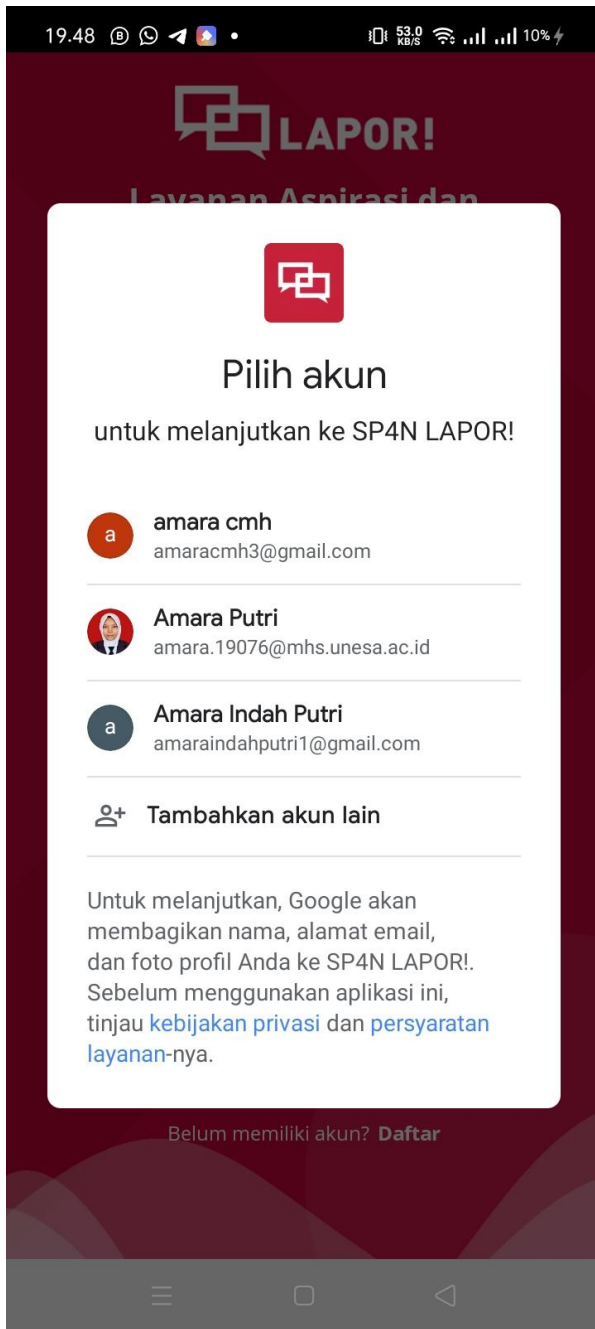 19.48
53.0
KB/S
10%
LAPOR!
Layanan Aspirasi dan
Pilih akun
untuk melanjutkan ke SP4N LAPOR!
a
amara cmh
amaracmh3@gmail.com
Amara Putri
amara.19076@mhs.unesa.ac.id
a
Amara Indah Putri
amaraindahputri1@gmail.com
Tambahkan akun lain
Untuk melanjutkan, Google akan
membagikan nama, alamat email,
dan foto profil Anda ke SP4N LAPOR!.
Sebelum menggunakan aplikasi ini,
tinjau kebijakan privasi dan persyaratan
layanan-nya.
Belum memiliki akun? Daftar